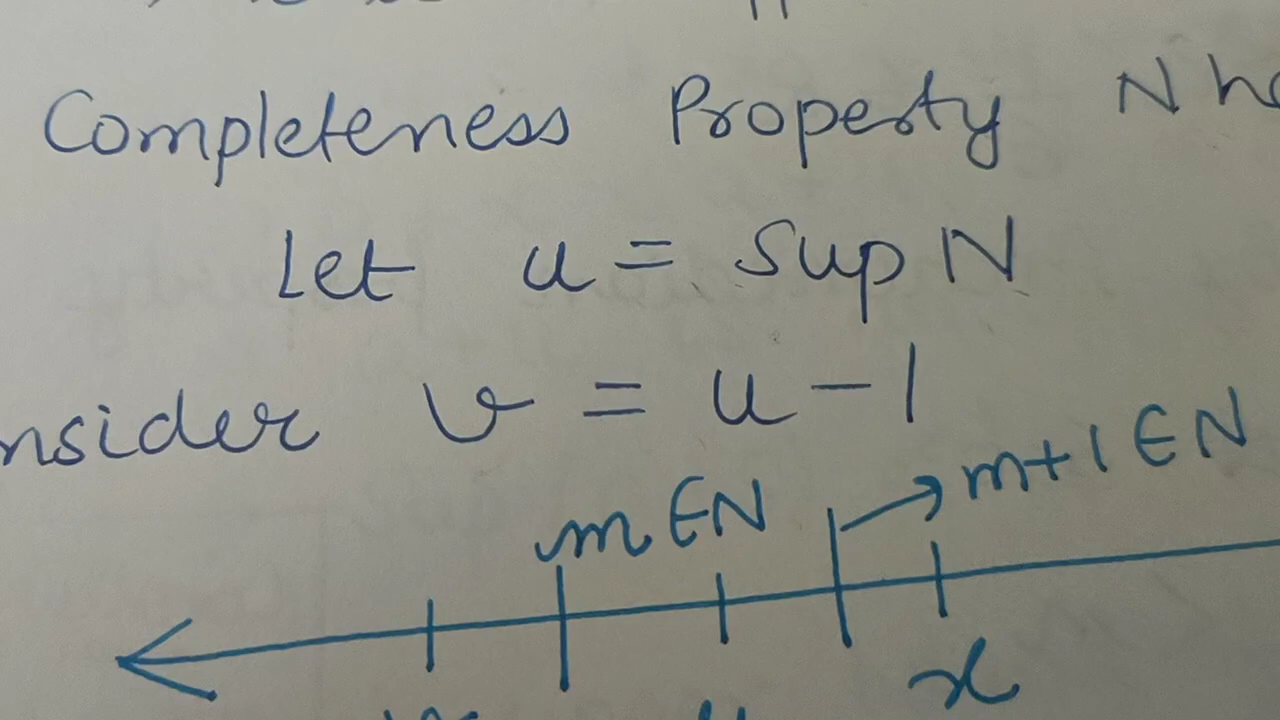 Completeness Property N
Let u = Sup N
v = u - 1
m+1 ∈ N
m ∈ N
x